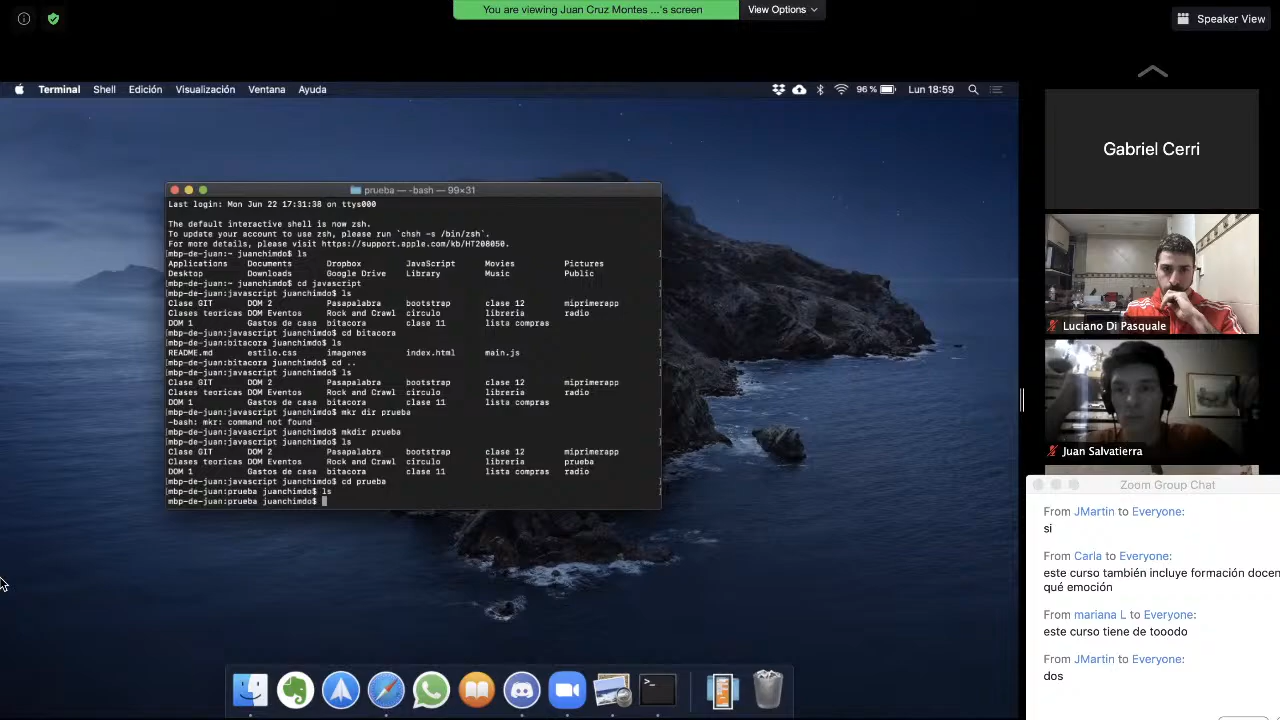 You are viewing Juan Cruz Montes ...'s screen
View Options
Speaker View
Terminal Shell Edición Visualización Ventana Ayuda
96 % Lun 18:59
prueba — -bash — 99×31
Last login: Mon Jun 22 17:31:38 on ttys000
The default interactive shell is now zsh.
To update your account to use zsh, please run `chsh -s /bin/zsh`.
For more details, please visit https://support.apple.com/kb/HT208050.
[mbp-de-juan:~ juanchimdo$ ls ]
Applications Documents Dropbox JavaScript Movies Pictures
Desktop Downloads Google Drive Library Music Public
[mbp-de-juan:~ juanchimdo$ cd javascript ]
[mbp-de-juan:javascript juanchimdo$ ls ]
Clase GIT DOM 2 Pasapalabra bootstrap clase 12 miprimerapp
Clases teoricas DOM Eventos Rock and Crawl circulo libreria radio
DOM 1 Gastos de casa bitacora clase 11 lista compras
[mbp-de-juan:javascript juanchimdo$ cd bitacora ]
[mbp-de-juan:bitacora juanchimdo$ ls ]
README.md estilo.css imagenes index.html main.js
[mbp-de-juan:bitacora juanchimdo$ cd .. ]
[mbp-de-juan:javascript juanchimdo$ ls ]
Clase GIT DOM 2 Pasapalabra bootstrap clase 12 miprimerapp
Clases teoricas DOM Eventos Rock and Crawl circulo libreria radio
DOM 1 Gastos de casa bitacora clase 11 lista compras
[mbp-de-juan:javascript juanchimdo$ mkr dir prueba ]
-bash: mkr: command not found
[mbp-de-juan:javascript juanchimdo$ mkdir prueba ]
[mbp-de-juan:javascript juanchimdo$ ls ]
Clase GIT DOM 2 Pasapalabra bootstrap clase 12 miprimerapp
Clases teoricas DOM Eventos Rock and Crawl circulo libreria prueba
DOM 1 Gastos de casa bitacora clase 11 lista compras radio
[mbp-de-juan:javascript juanchimdo$ cd prueba ]
[mbp-de-juan:prueba juanchimdo$ ls ]
mbp-de-juan:prueba juanchimdo$
Gabriel Cerri
Luciano Di Pasquale
Juan Salvatierra
Zoom Group Chat
From JMartin to Everyone:
si
From Carla to Everyone:
este curso también incluye formación docen
qué emoción
From mariana L to Everyone:
este curso tiene de tooodo
From JMartin to Everyone:
dos